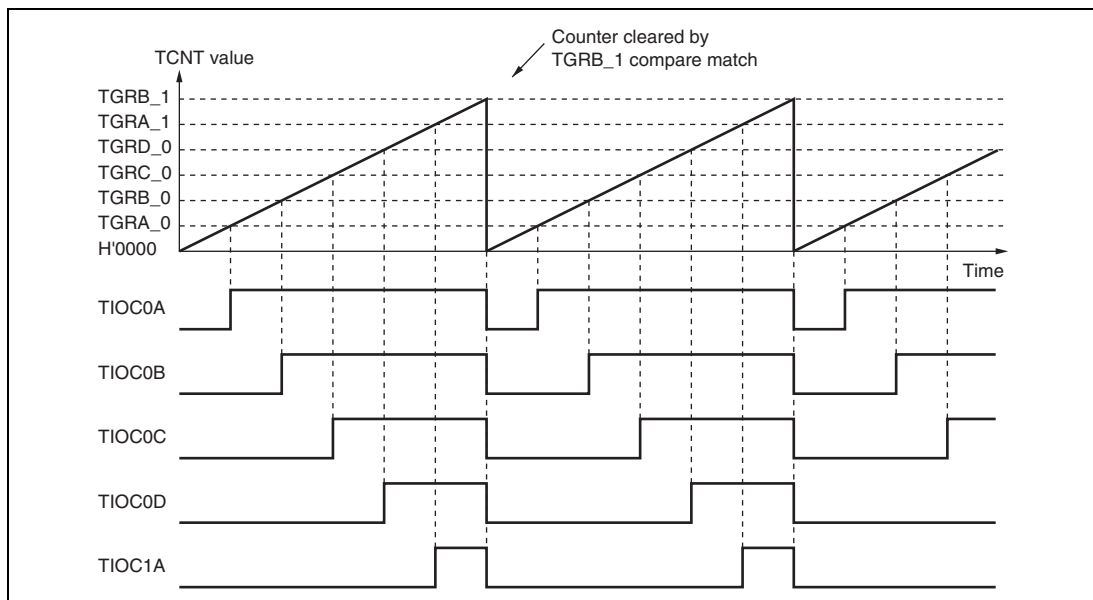 Counter cleared by
TGRB_1 compare match
TCNT value
TGRB_1
TGRA_1
TGRD_0
TGRC_0
TGRB_0
TGRA_0
H'0000
Time
TIOC0A
TIOC0B
TIOC0C
TIOC0D
TIOC1A